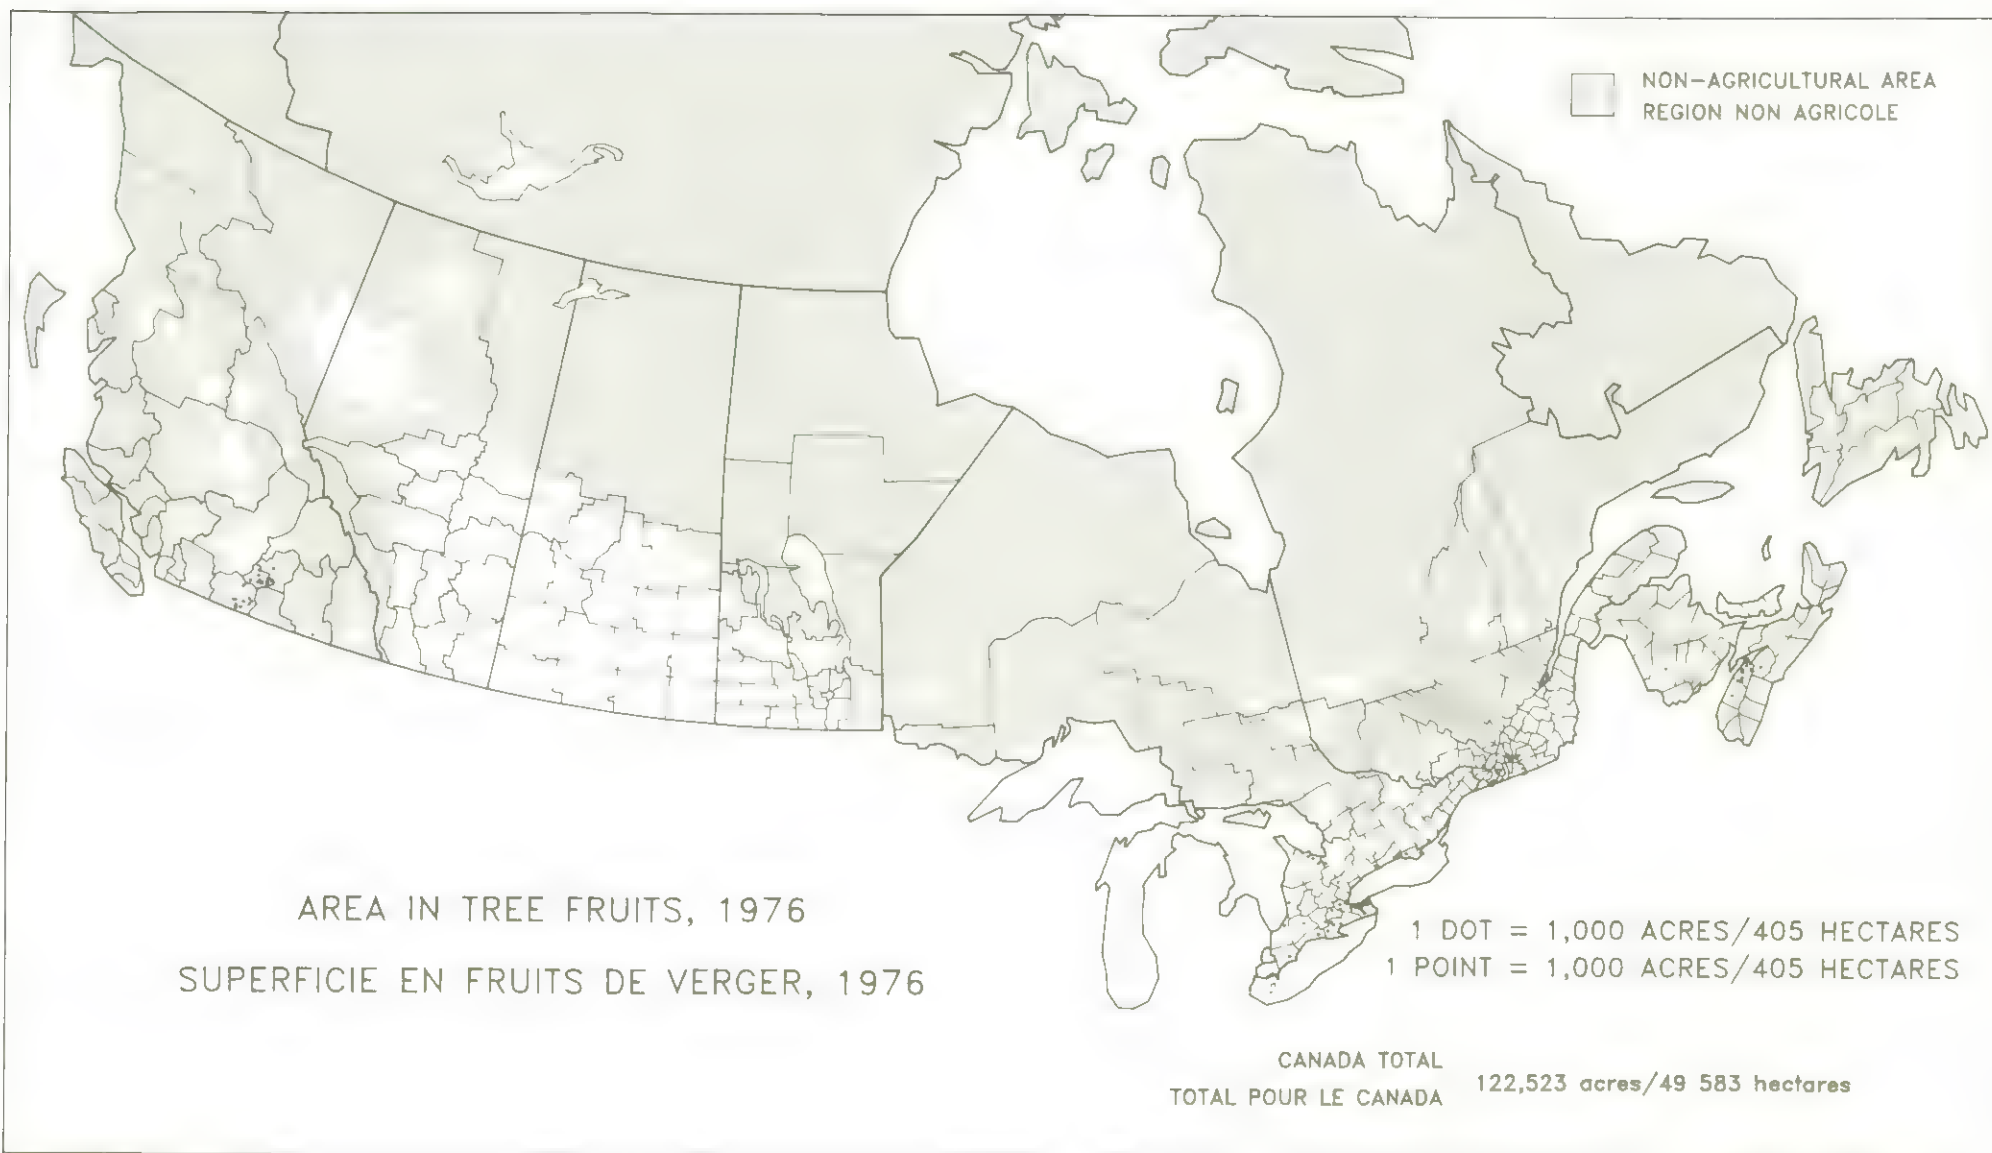 NON-AGRICULTURAL AREA
REGION NON AGRICOLE
AREA IN TREE FRUITS, 1976
SUPERFICIE EN FRUITS DE VERGER, 1976
1 DOT = 1,000 ACRES/405 HECTARES
1 POINT = 1,000 ACRES/405 HECTARES
CANADA TOTAL
TOTAL POUR LE CANADA
122,523 acres/49 583 hectares